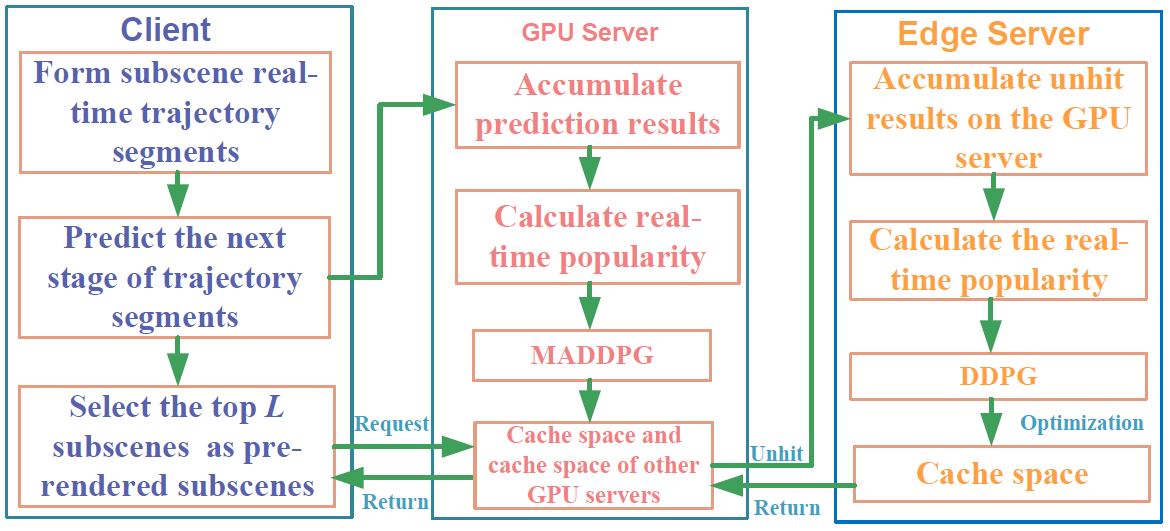 Client
Form subscene real-
time trajectory
segments
Predict the next
stage of trajectory
segments
Select the top L
subscenes as pre-
rendered subscenes
Request
Return
GPU Server
Accumulate
prediction results
Calculate real-
time popularity
MADDPG
Cache space and
cache space of other
GPU servers
Unhit
Return
Edge Server
Accumulate unhit
results on the GPU
server
Calculate the real-
time popularity
DDPG
Optimization
Cache space